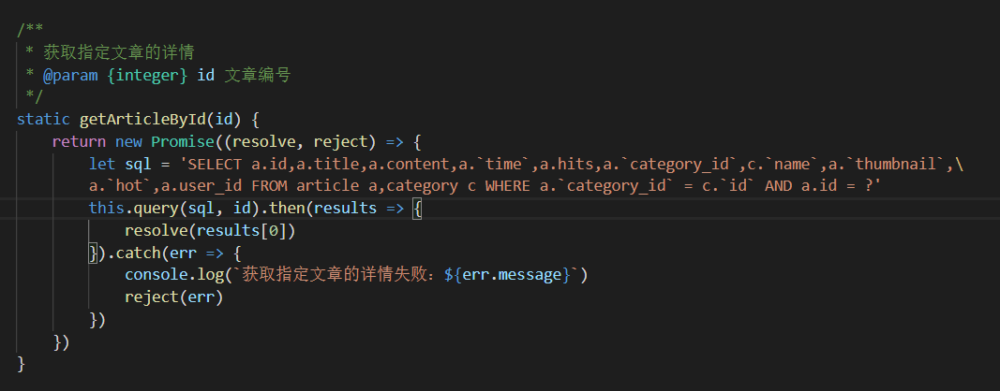 /**
 * 获取指定文章的详情
 * @param {integer} id 文章编号
 */
static getArticleById(id) {
    return new Promise((resolve, reject) => {
        let sql = 'SELECT a.id,a.title,a.content,a.`time`,a.hits,a.`category_id`,c.`name`,a.`thumbnail`,\
        a.`hot`,a.user_id FROM article a,category c WHERE a.`category_id` = c.`id` AND a.id = ?'
        this.query(sql, id).then(results => {
            resolve(results[0])
        }).catch(err => {
            console.log(`获取指定文章的详情失败：${err.message}`)
            reject(err)
        })
    })
}